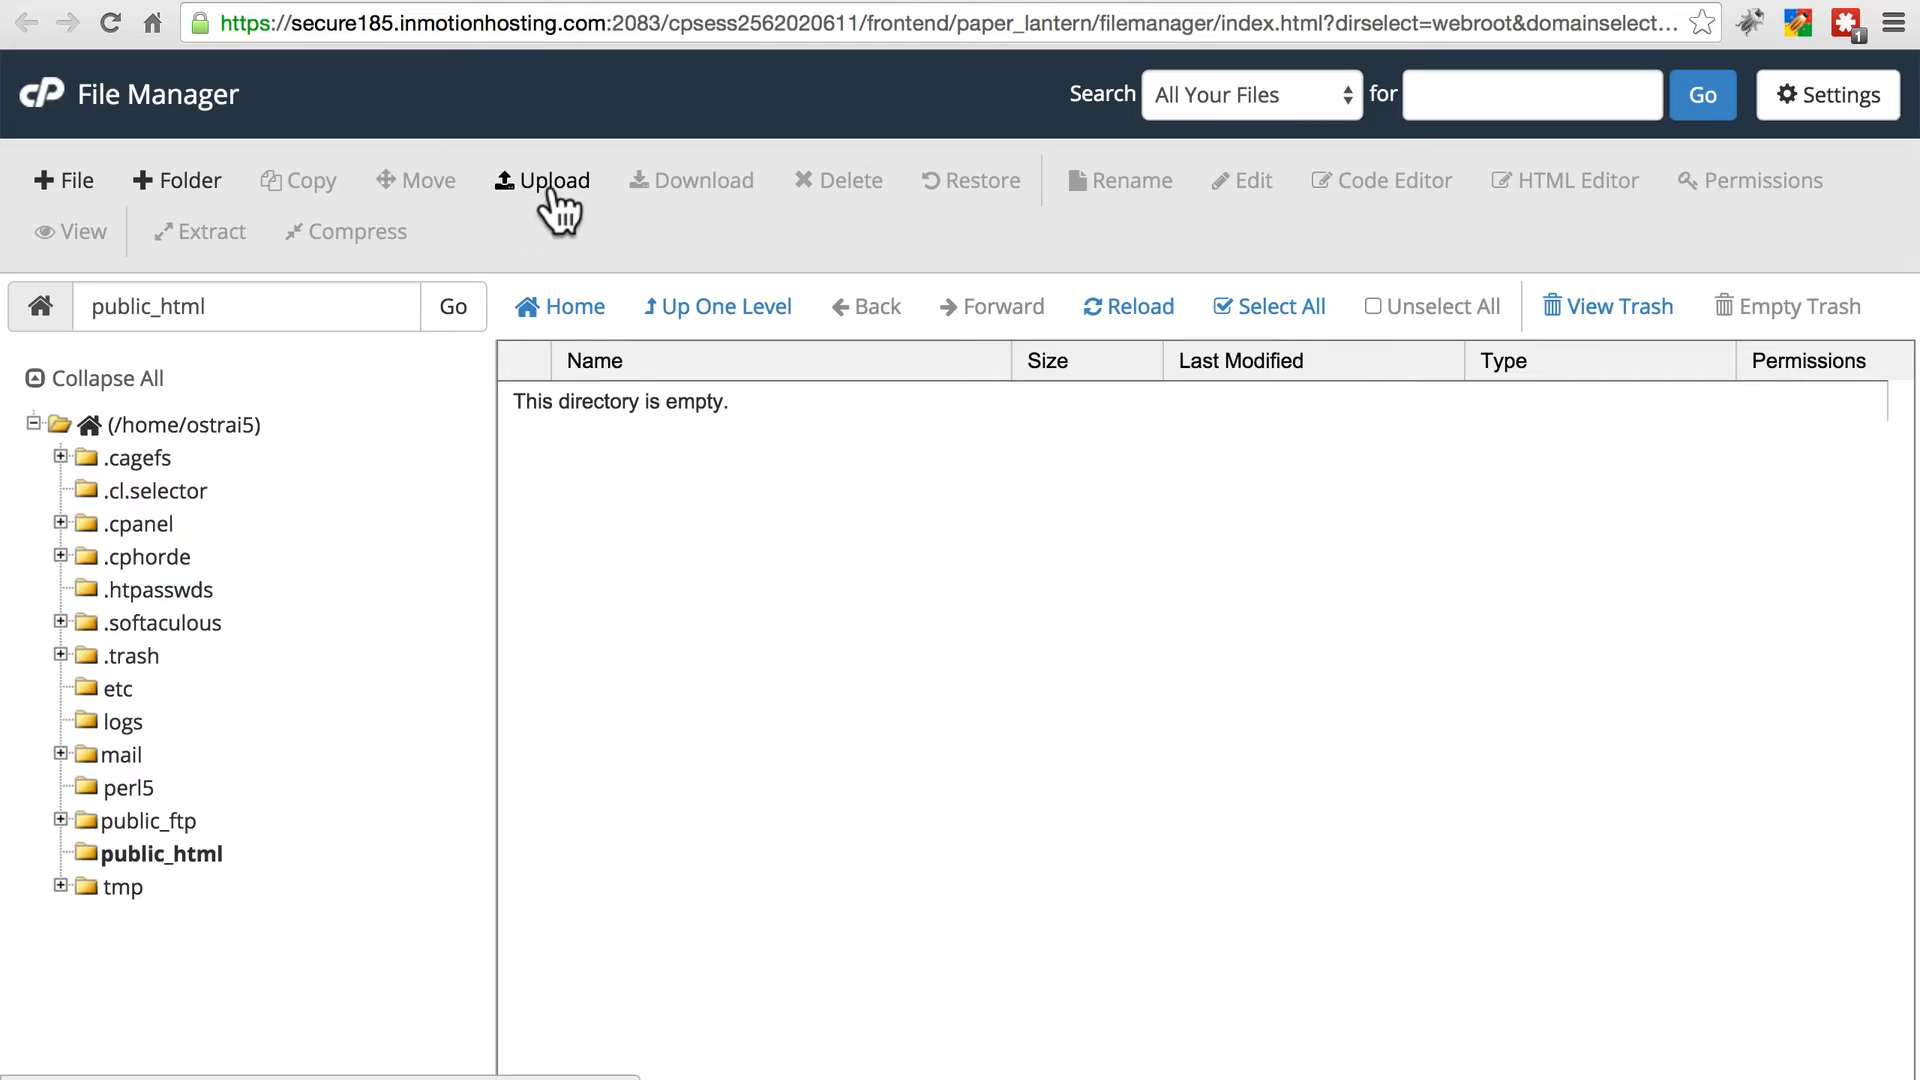 https://secure185.inmotionhosting.com:2083/cpsess2562020611/frontend/paper_lantern/filemanager/index.html?dirselect=webroot&domainselect...
1
cP File Manager
Search All Your Files for Go Settings
File Folder Copy Move Upload Download Delete Restore Rename Edit Code Editor HTML Editor Permissions
View Extract Compress
public_html Go Home Up One Level Back Forward Reload Select All Unselect All View Trash Empty Trash
Name Size Last Modified Type Permissions
This directory is empty.
Collapse All
(/home/ostrai5)
.cagefs
.cl.selector
.cpanel
.cphorde
.htpasswds
.softaculous
.trash
etc
logs
mail
perl5
public_ftp
public_html
tmp